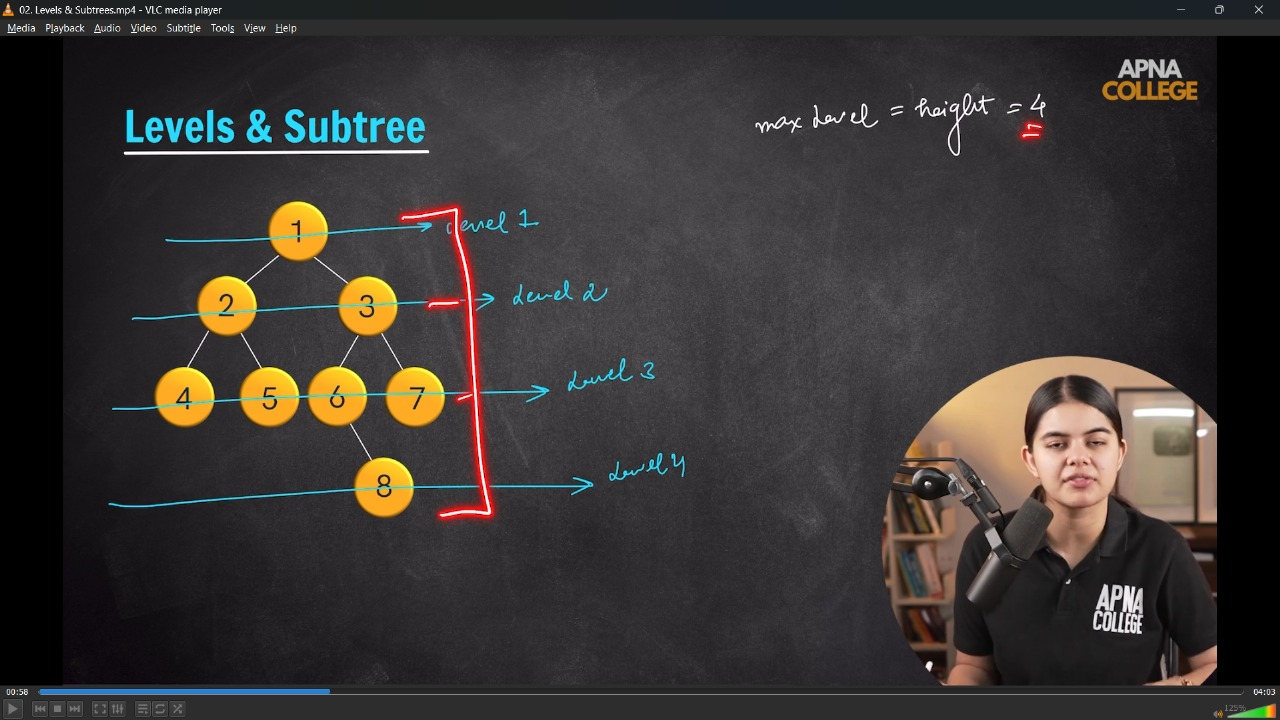 02. Levels & Subtrees.mp4 - VLC media player
Media Playback Audio Video Subtitle Tools View Help
APNA
COLLEGE
max Level = height = 4
Levels & Subtree
1
Level 1
2 3
Level 2
4 5 6 7
Level 3
8
Level 4
APNA
COLLEGE
00:58
04:03
125%